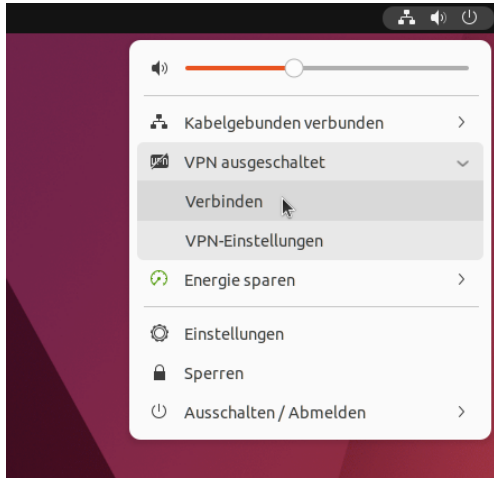 Kabelgebunden verbunden
VPN ausgeschaltet
Verbinden
VPN-Einstellungen
Energie sparen
Einstellungen
Sperren
Ausschalten / Abmelden